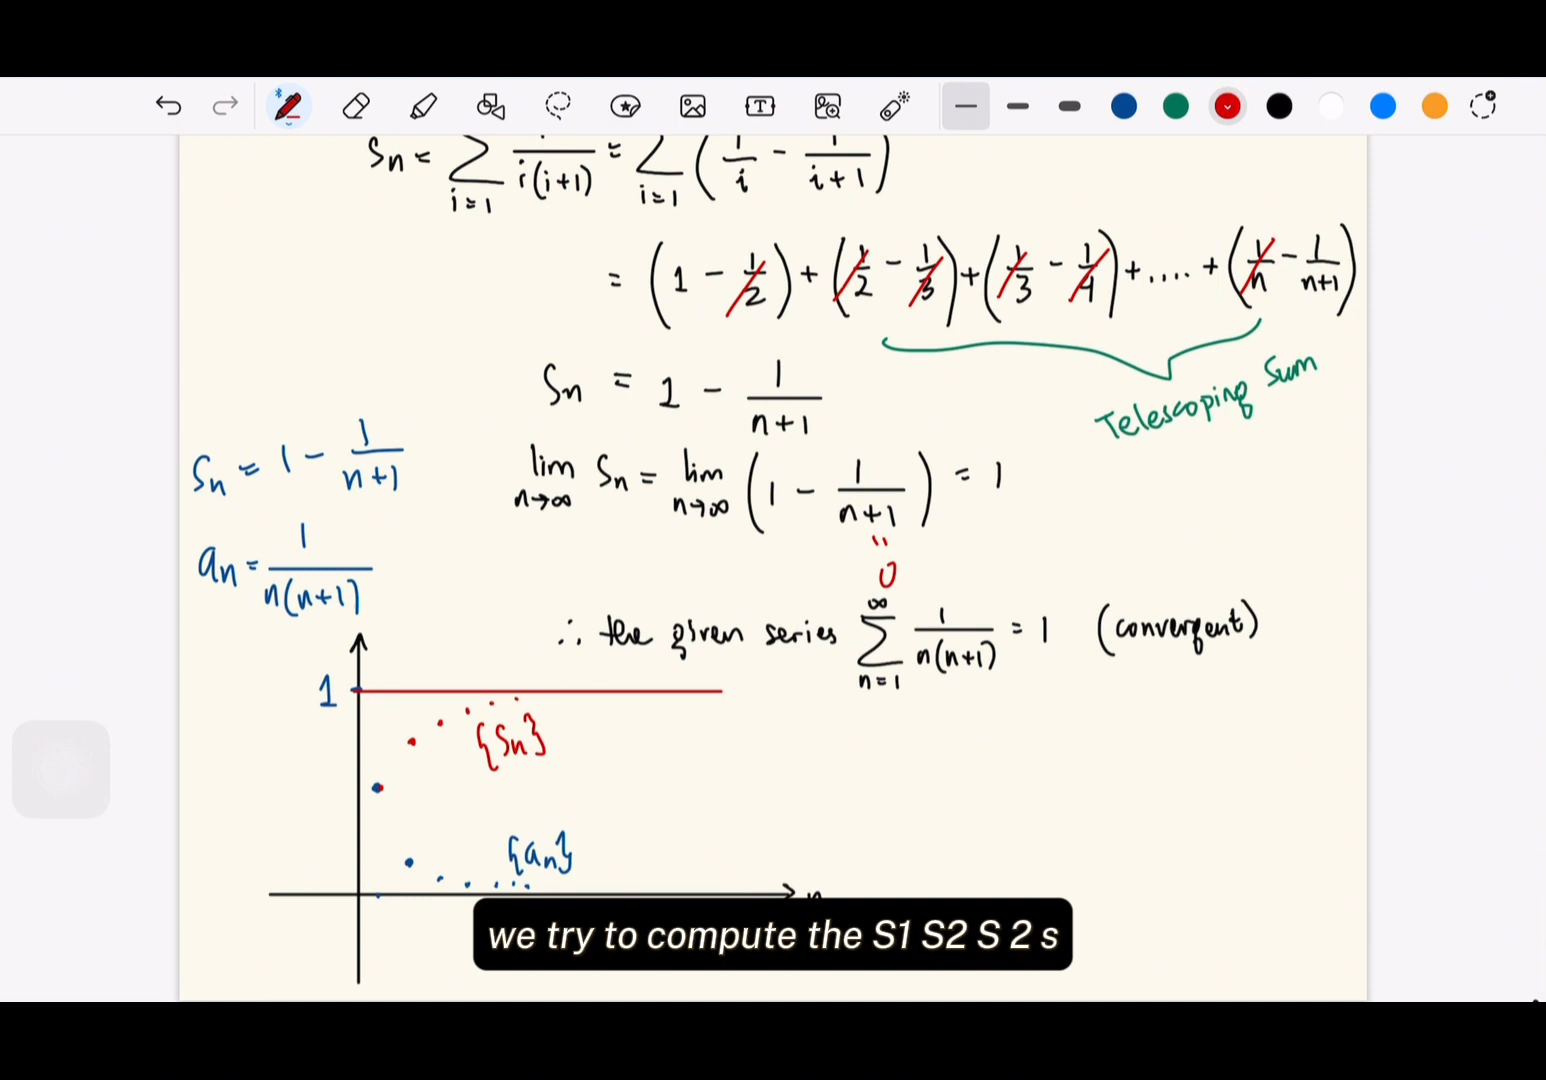 Sn = ∑ i=1 1/i(i+1) = ∑ i=1 (1/i - 1/i+1)
= (1 - 1/2) + (1/2 - 1/3) + (1/3 - 1/4) + .... + (1/n - 1/n+1)
Telescoping Sum
Sn = 1 - 1/n+1
Sn = 1 - 1/n+1
lim n→∞ Sn = lim n→∞ (1 - 1/n+1) = 1
"
0
an = 1/n(n+1)
∴ the given series ∑ n=1 ∞ 1/n(n+1) = 1 (convergent)
1
{Sn}
{an}
we try to compute the S1 S2 S 2 s